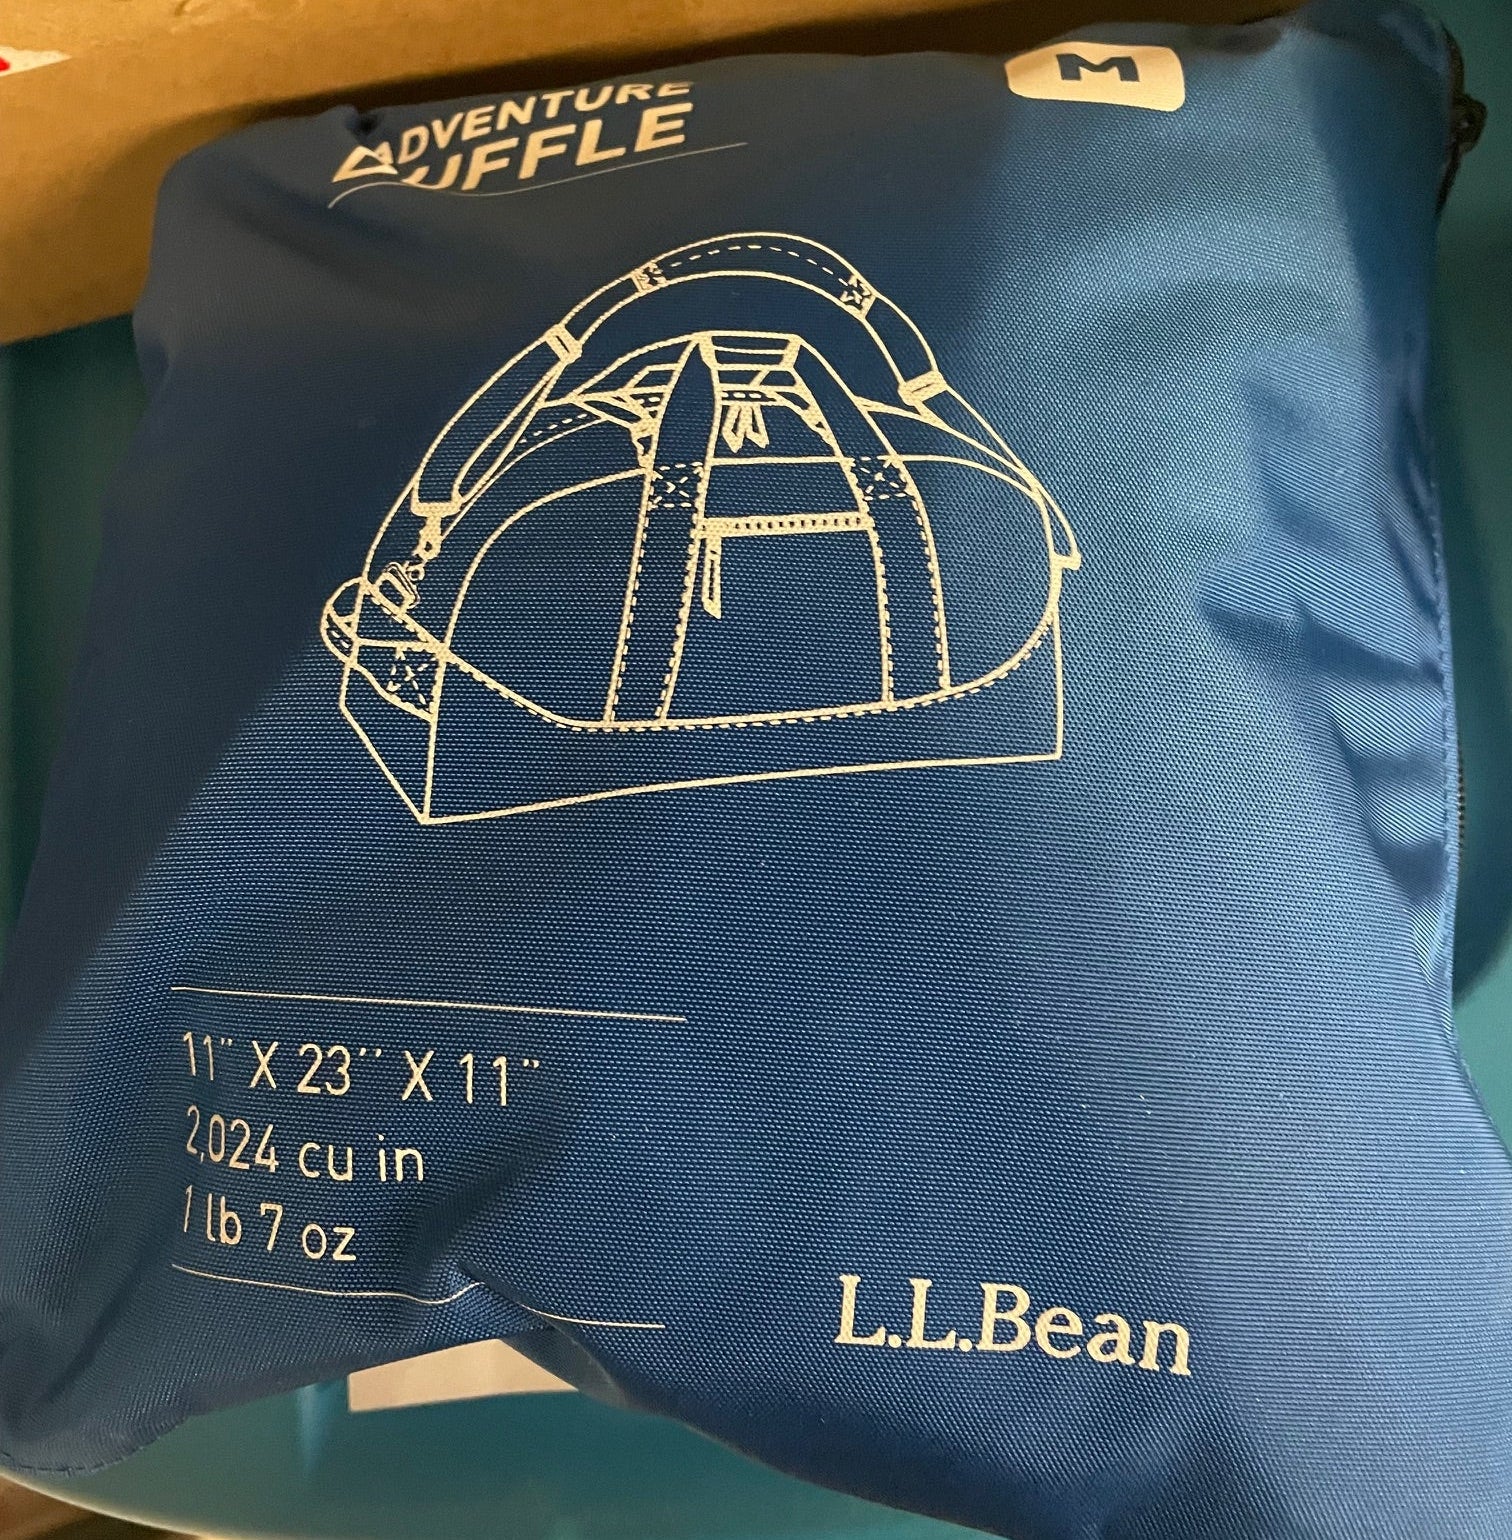 ADVENTURE
UFFLE
M
11" X 23" X 11"
2,024 cu in
1 lb 7 oz
L.L.Bean